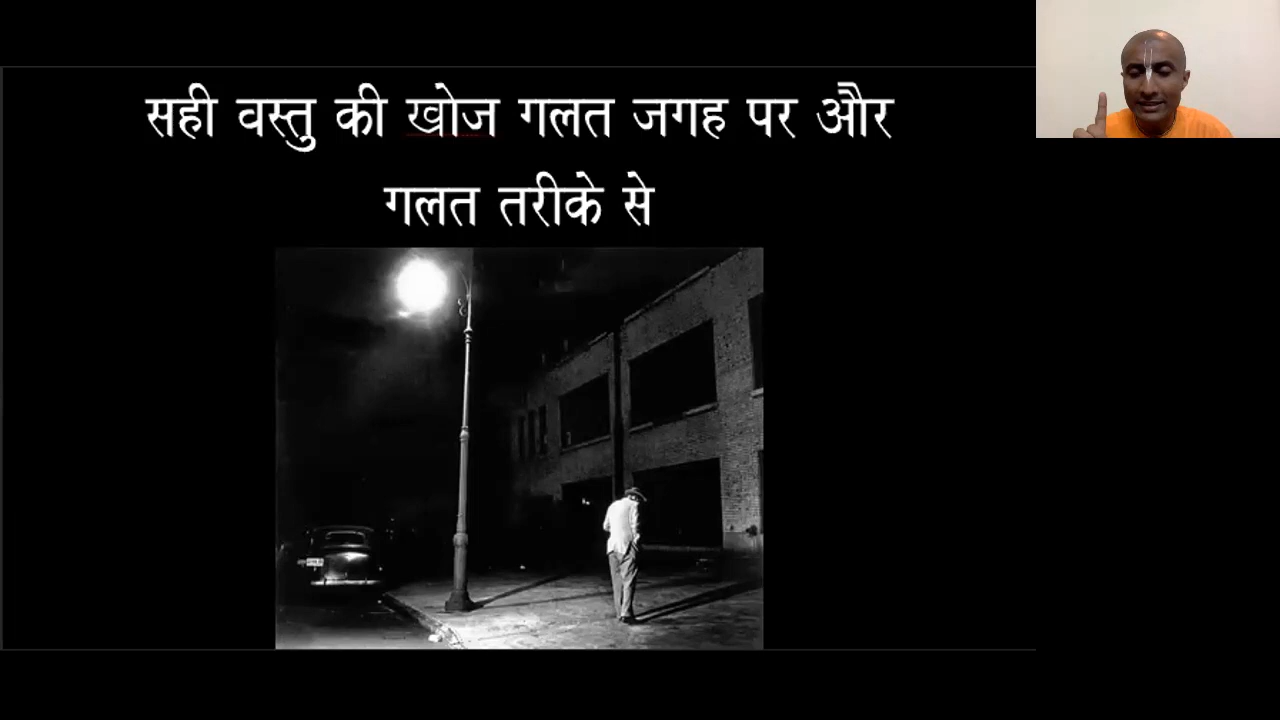 सही वस्तु की खोज गलत जगह पर और
गलत तरीके से